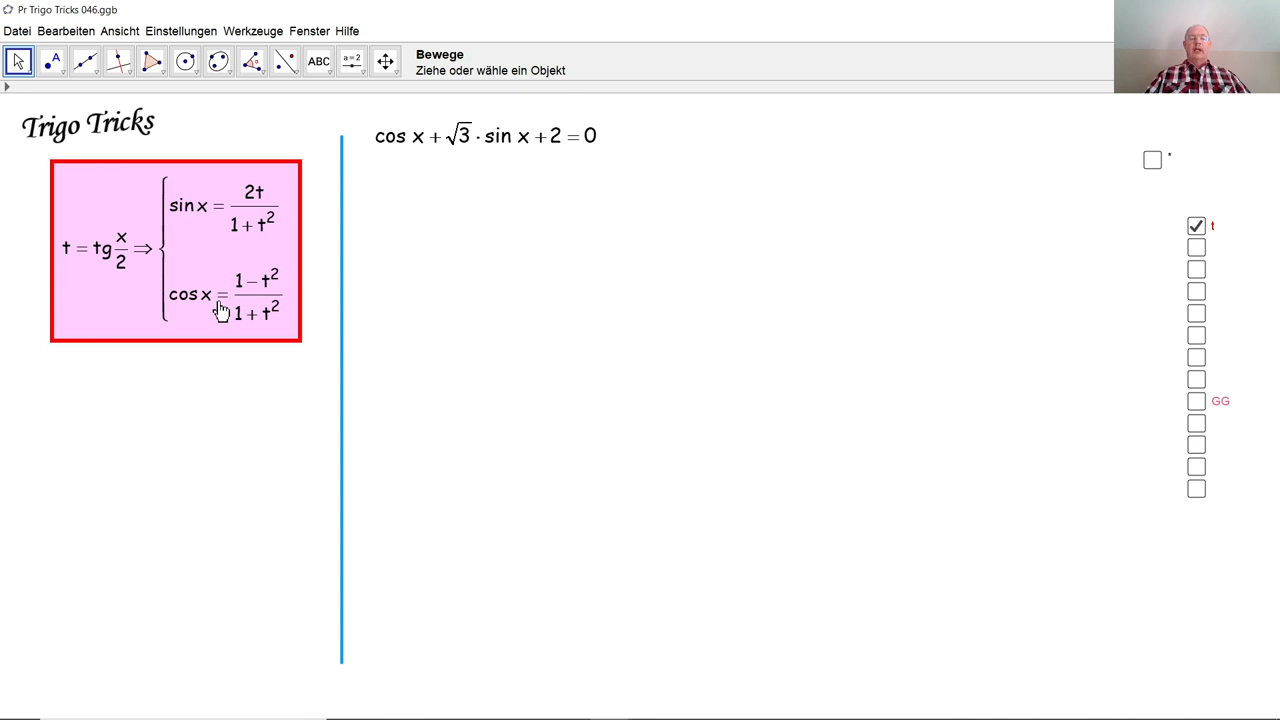 Pr Trigo Tricks 046.ggb
Datei Bearbeiten Ansicht Einstellungen Werkzeuge Fenster Hilfe
A
ABC
a=2
Bewege
Ziehe oder wähle ein Objekt
Trigo Tricks
t = tg x/2 ⇒ { sin x = 2t/(1 + t²)
cos x = (1 − t²)/(1 + t²)
cos x + √3 · sin x + 2 = 0
*
t
GG